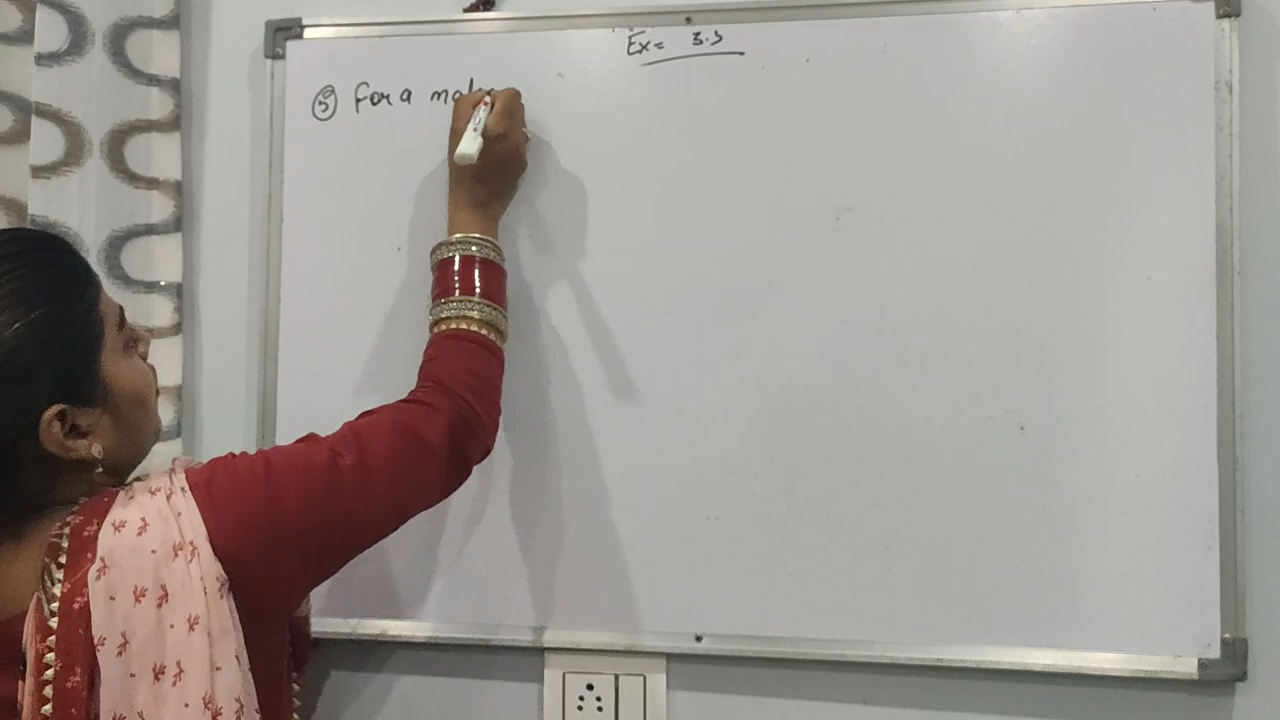 Ex= 3.3
⑤ For a